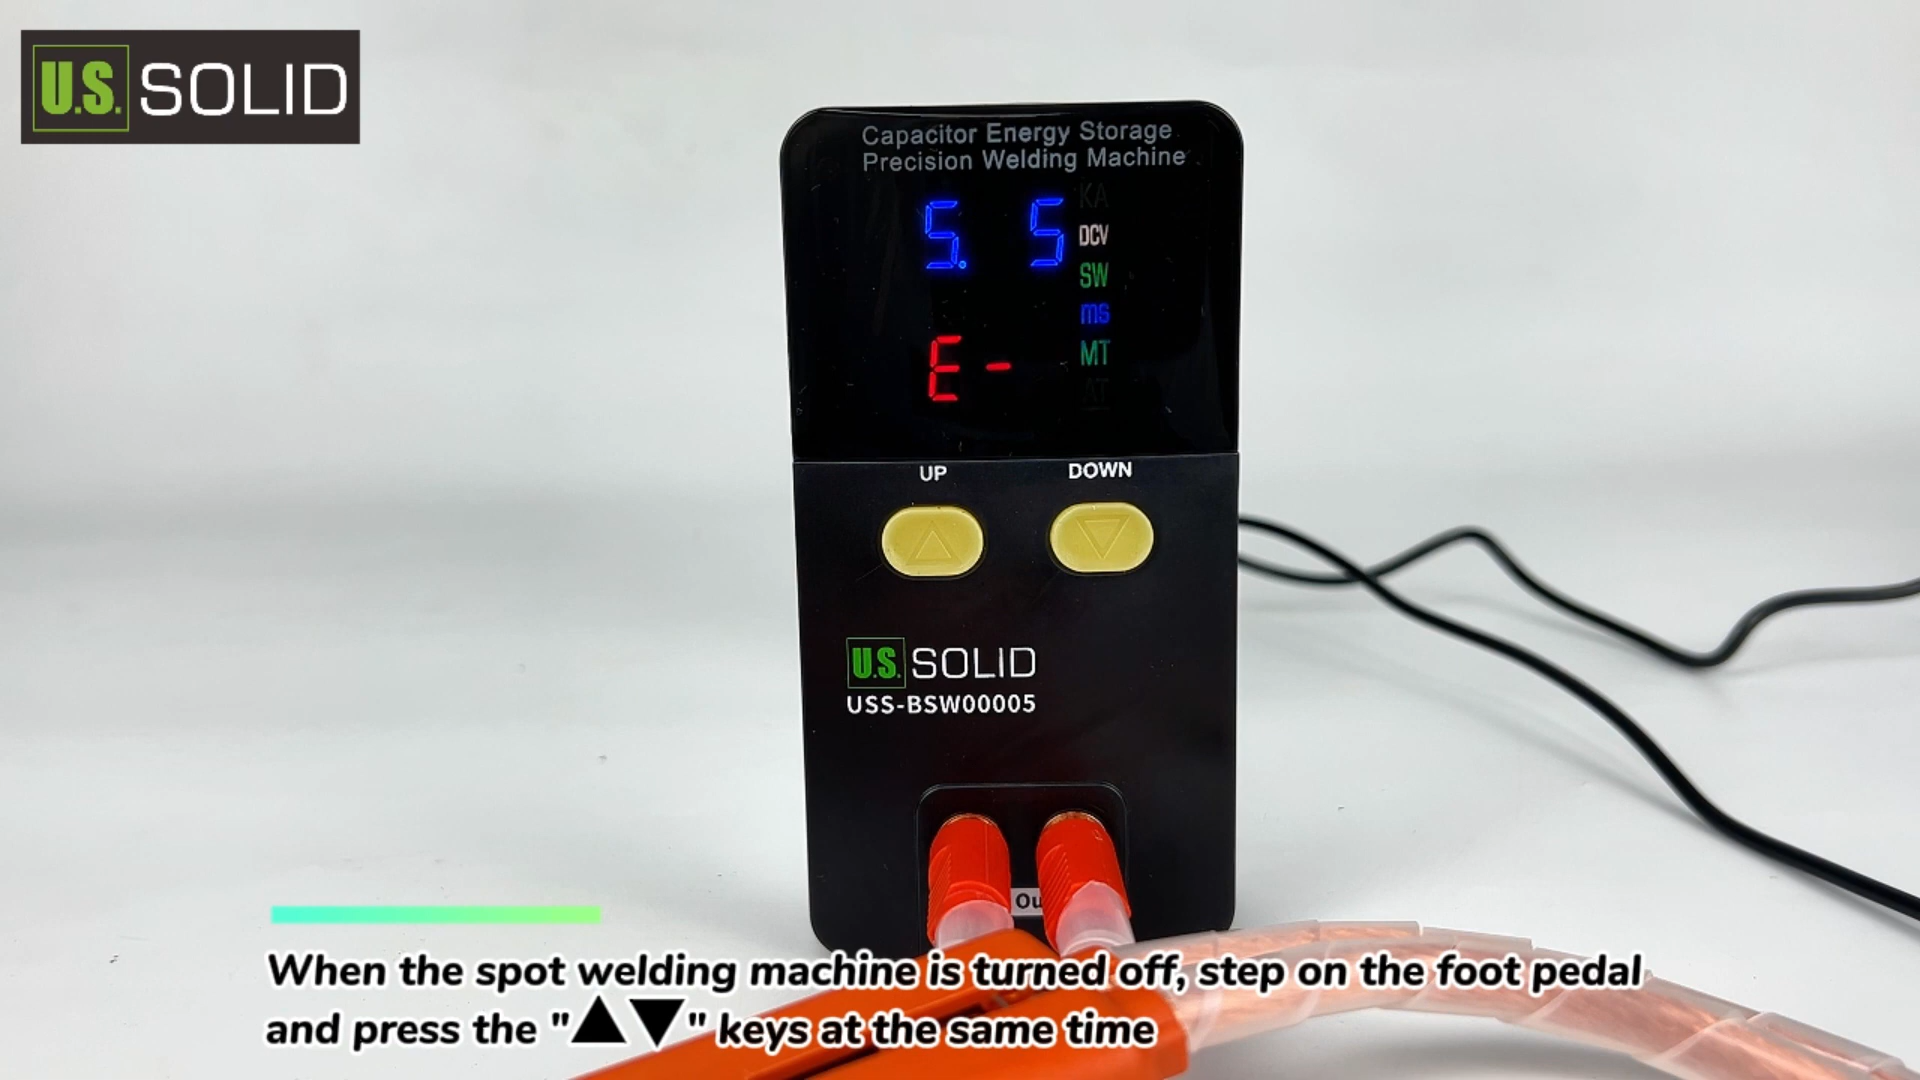 U.S. SOLID
Capacitor Energy Storage
Precision Welding Machine
KA
5. 5 DCV
SW
ms
E - MT
AT
UP DOWN
U.S. SOLID
USS-BSW00005
When the spot welding machine is turned off, step on the foot pedal
and press the "▲▼" keys at the same time